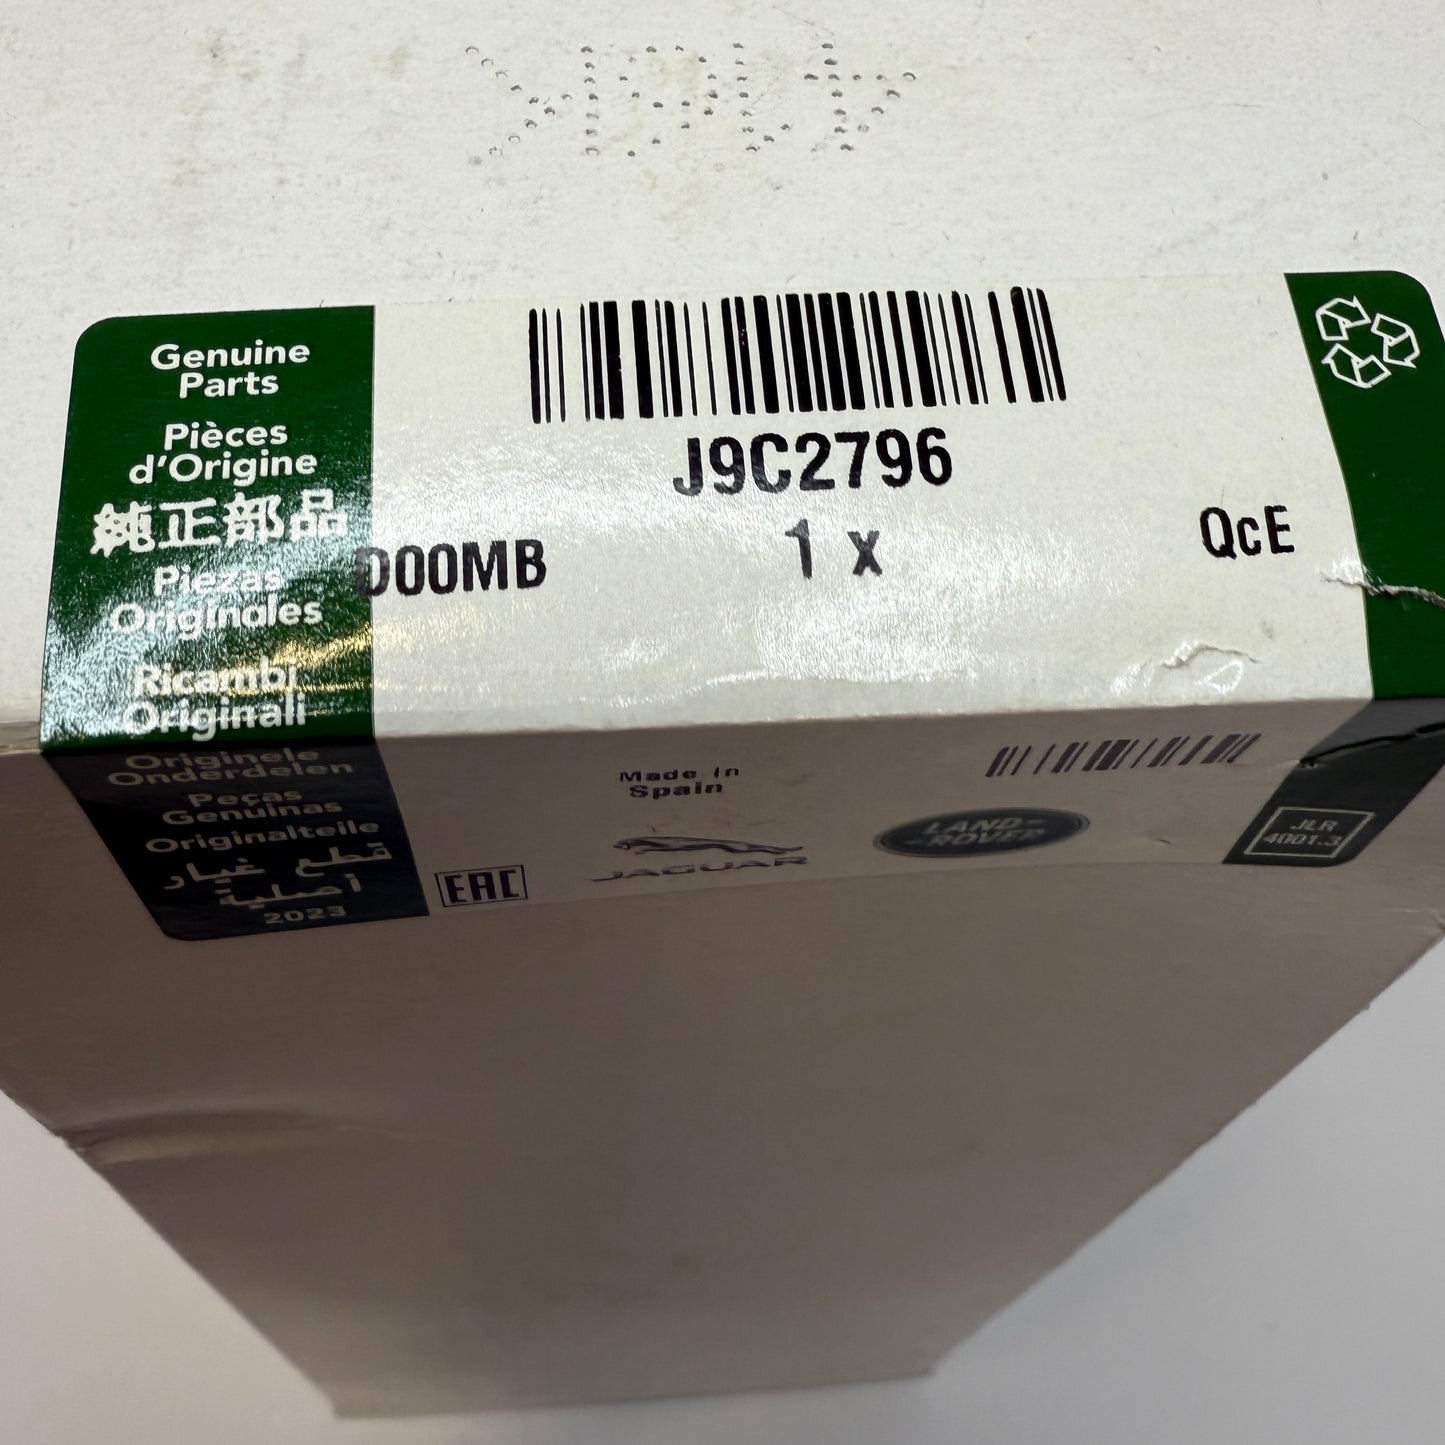 Genuine
Parts
Pièces
d'Origine
純正部品
Piezas
Originales
Ricambi
Originali
Originele
Onderdelen
Peças
Genuinas
Originalteile
قطع غيار
أصلية
2023
J9C2796
D00MB
1 x
QcE
Made in
Spain
EAC
JAGUAR
LAND-
-ROVER
JLR
4001.3